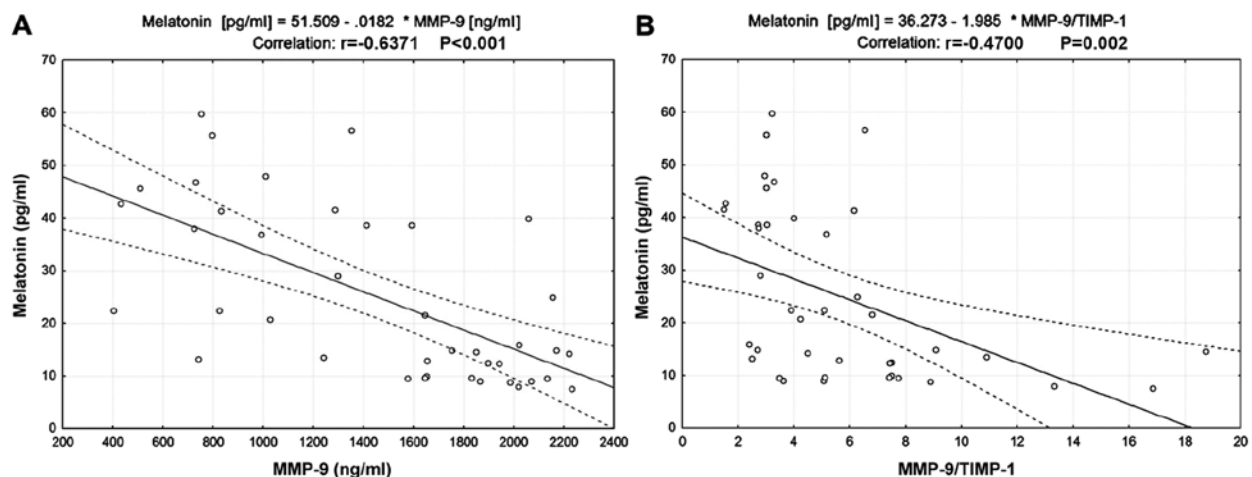 A
Melatonin [pg/ml] = 51.509 - .0182 * MMP-9 [ng/ml]
Correlation: r=-0.6371 P<0.001
70
60
50
40
30
20
10
0
Melatonin (pg/ml)
200 400 600 800 1000 1200 1400 1600 1800 2000 2200 2400
MMP-9 (ng/ml)
B
Melatonin [pg/ml] = 36.273 - 1.985 * MMP-9/TIMP-1
Correlation: r=-0.4700 P=0.002
70
60
50
40
30
20
10
0
Melatonin (pg/ml)
0 2 4 6 8 10 12 14 16 18 20
MMP-9/TIMP-1